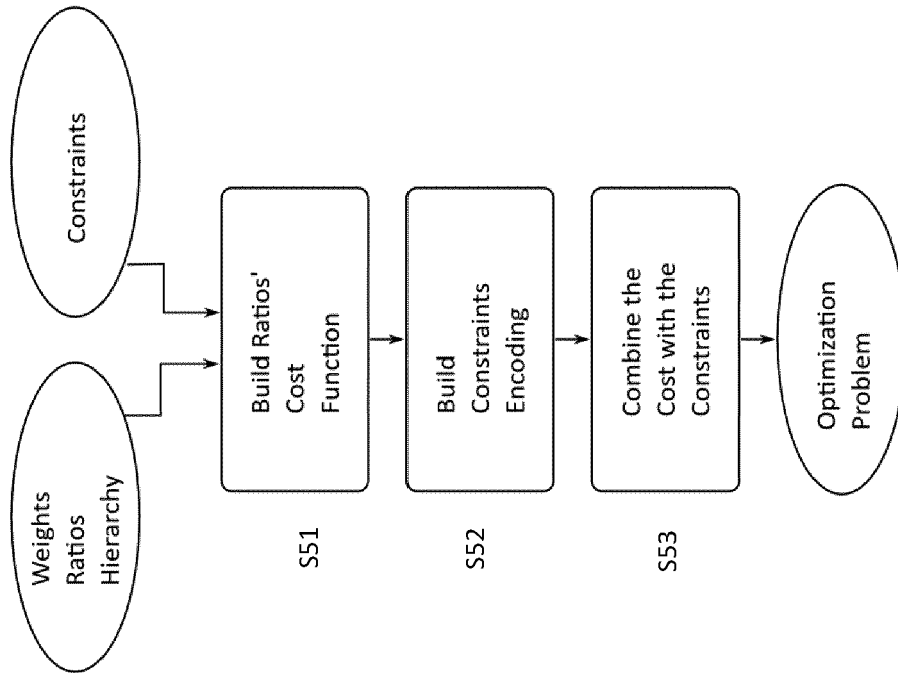 Weights
Ratios
Hierarchy
Constraints
S51
Build Ratios'
Cost
Function
S52
Build
Constraints
Encoding
S53
Combine the
Cost with the
Constraints
Optimization
Problem